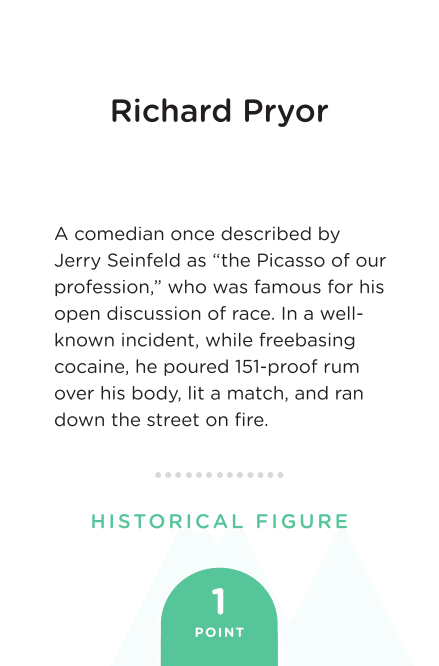 Richard Pryor
A comedian once described by
Jerry Seinfeld as “the Picasso of our
profession,” who was famous for his
open discussion of race. In a well-
known incident, while freebasing
cocaine, he poured 151-proof rum
over his body, lit a match, and ran
down the street on fire.
HISTORICAL FIGURE
1
POINT